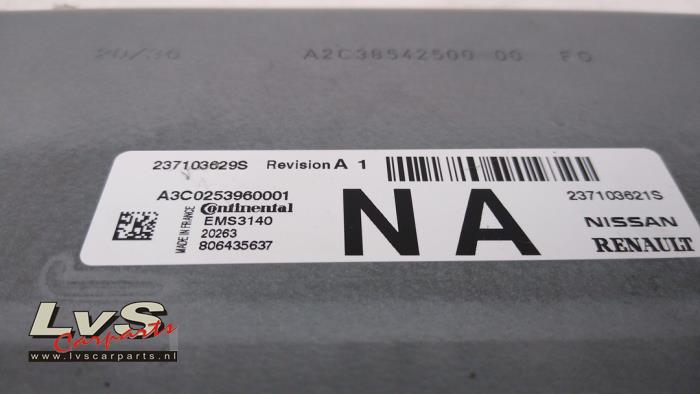 20/30 A2C38542500 00 F0
237103629S Revision A 1
A3C0253960001
Continental
EMS3140
20263
806435637
MADE IN FRANCE
NA
237103621S
NISSAN
RENAULT
LvS
Carparts
www.lvscarparts.nl